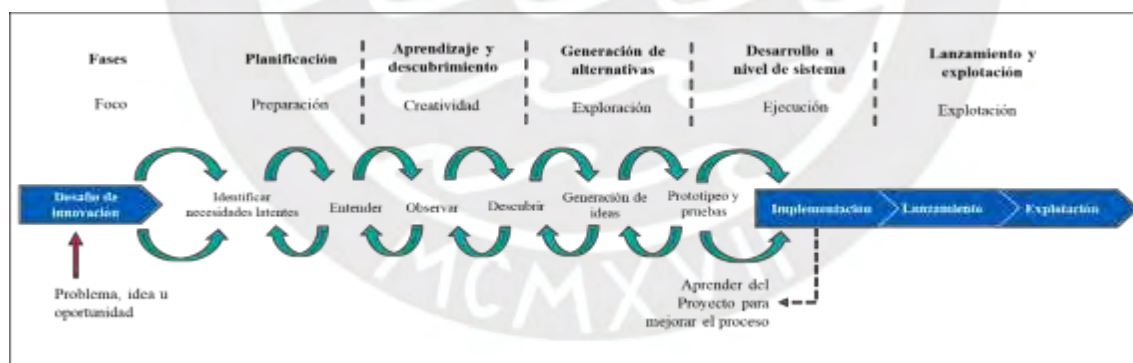 Fases
Planificación
Aprendizaje y
descubrimiento
Generación de
alternativas
Desarrollo a
nivel de sistema
Lanzamiento y
explotación
Foco
Preparación
Creatividad
Exploración
Ejecución
Explotación
Desafío de
innovación
Identificar
necesidades latentes
Entender
Observar
Descubrir
Generación de
ideas
Prototipeo y
pruebas
Implementación
Lanzamiento
Explotación
Problema, idea u
oportunidad
Aprender del
Proyecto para
mejorar el proceso
MCMXVII